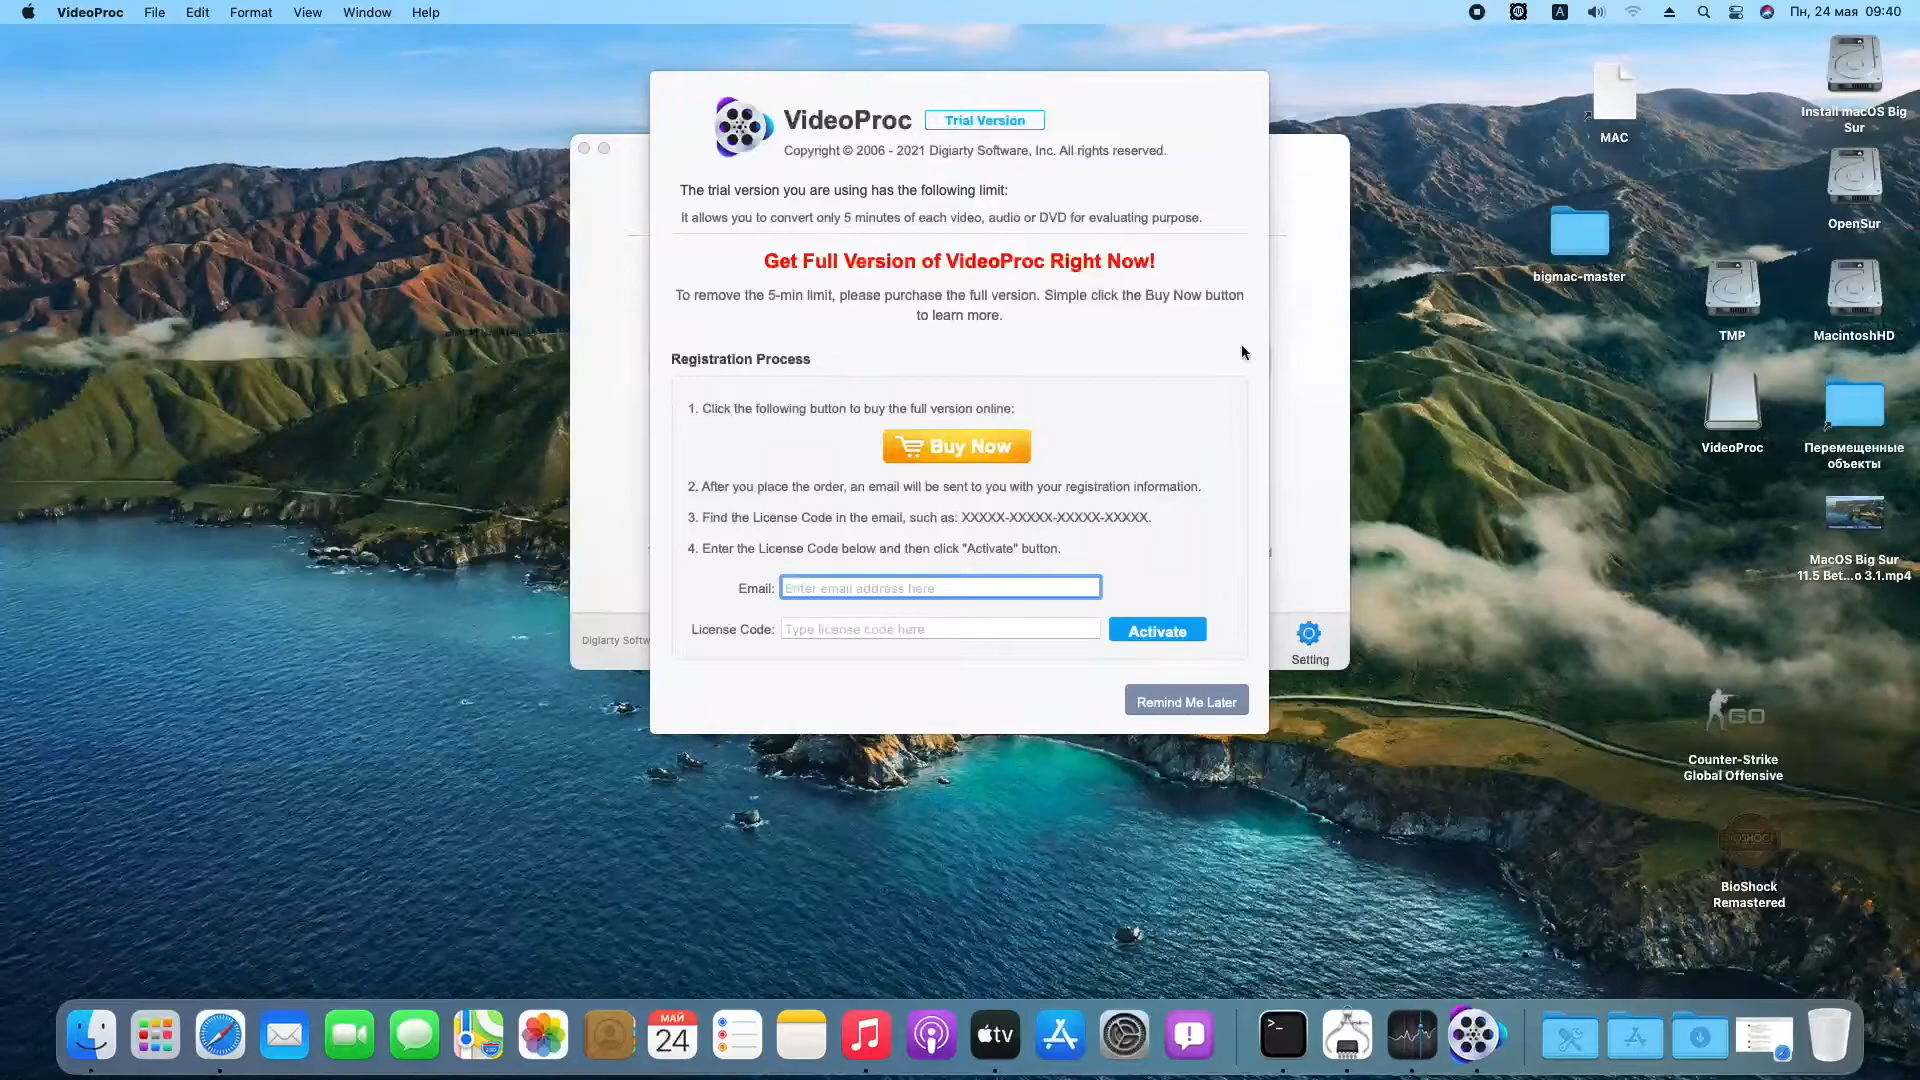 VideoProc File Edit Format View Window Help
A
Пн, 24 мая 09:40
VideoProc Trial Version
Copyright © 2006 - 2021 Digiarty Software, Inc. All rights reserved.
The trial version you are using has the following limit:
It allows you to convert only 5 minutes of each video, audio or DVD for evaluating purpose.
Get Full Version of VideoProc Right Now!
To remove the 5-min limit, please purchase the full version. Simple click the Buy Now button
to learn more.
Registration Process
1. Click the following button to buy the full version online:
Buy Now
2. After you place the order, an email will be sent to you with your registration information.
3. Find the License Code in the email, such as: XXXXX-XXXXX-XXXXX-XXXXX.
4. Enter the License Code below and then click "Activate" button.
Email: Enter email address here
License Code: Type license code here
Activate
Remind Me Later
Digiarty Softw
Setting
MAC
Install macOS Big
Sur
OpenSur
bigmac-master
TMP
MacintoshHD
VideoProc
Перемещенные
объекты
MacOS Big Sur
11.5 Bet...o 3.1.mp4
GO
Counter-Strike
Global Offensive
BIOSHOCK
BioShock
Remastered
МАЙ
24
tv
>_